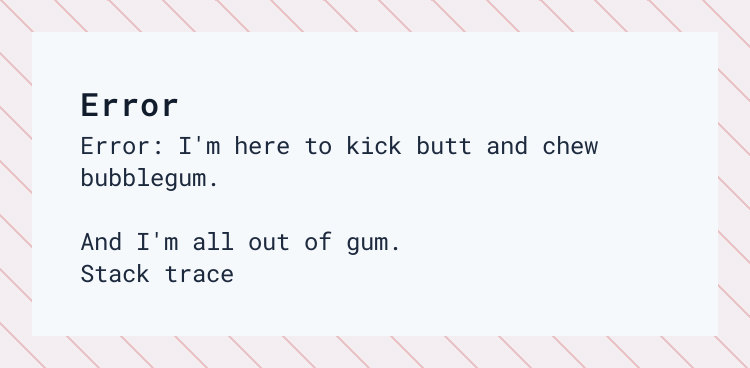 Error
Error: I'm here to kick butt and chew
bubblegum.
And I'm all out of gum.
Stack trace